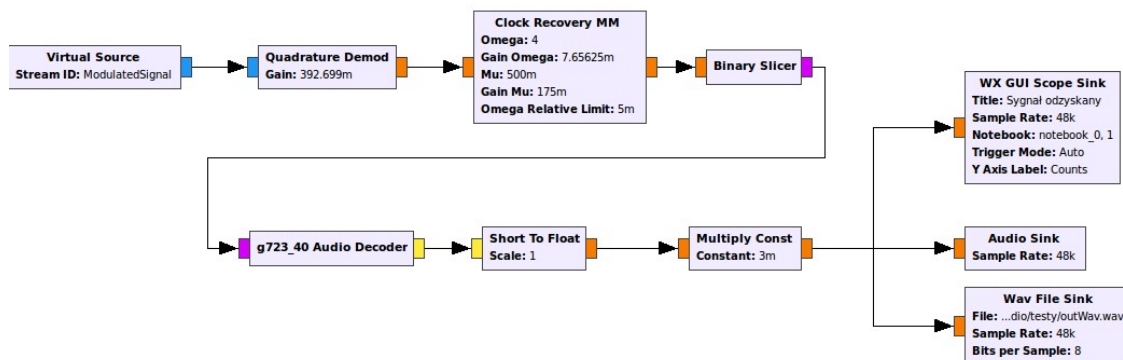 Virtual Source
Stream ID: ModulatedSignal
Quadrature Demod
Gain: 392.699m
Clock Recovery MM
Omega: 4
Gain Omega: 7.65625m
Mu: 500m
Gain Mu: 175m
Omega Relative Limit: 5m
Binary Slicer
WX GUI Scope Sink
Title: Sygnał odzyskany
Sample Rate: 48k
Notebook: notebook_0, 1
Trigger Mode: Auto
Y Axis Label: Counts
g723_40 Audio Decoder
Short To Float
Scale: 1
Multiply Const
Constant: 3m
Audio Sink
Sample Rate: 48k
Wav File Sink
File: ...dio/testy/outWav.wav
Sample Rate: 48k
Bits per Sample: 8